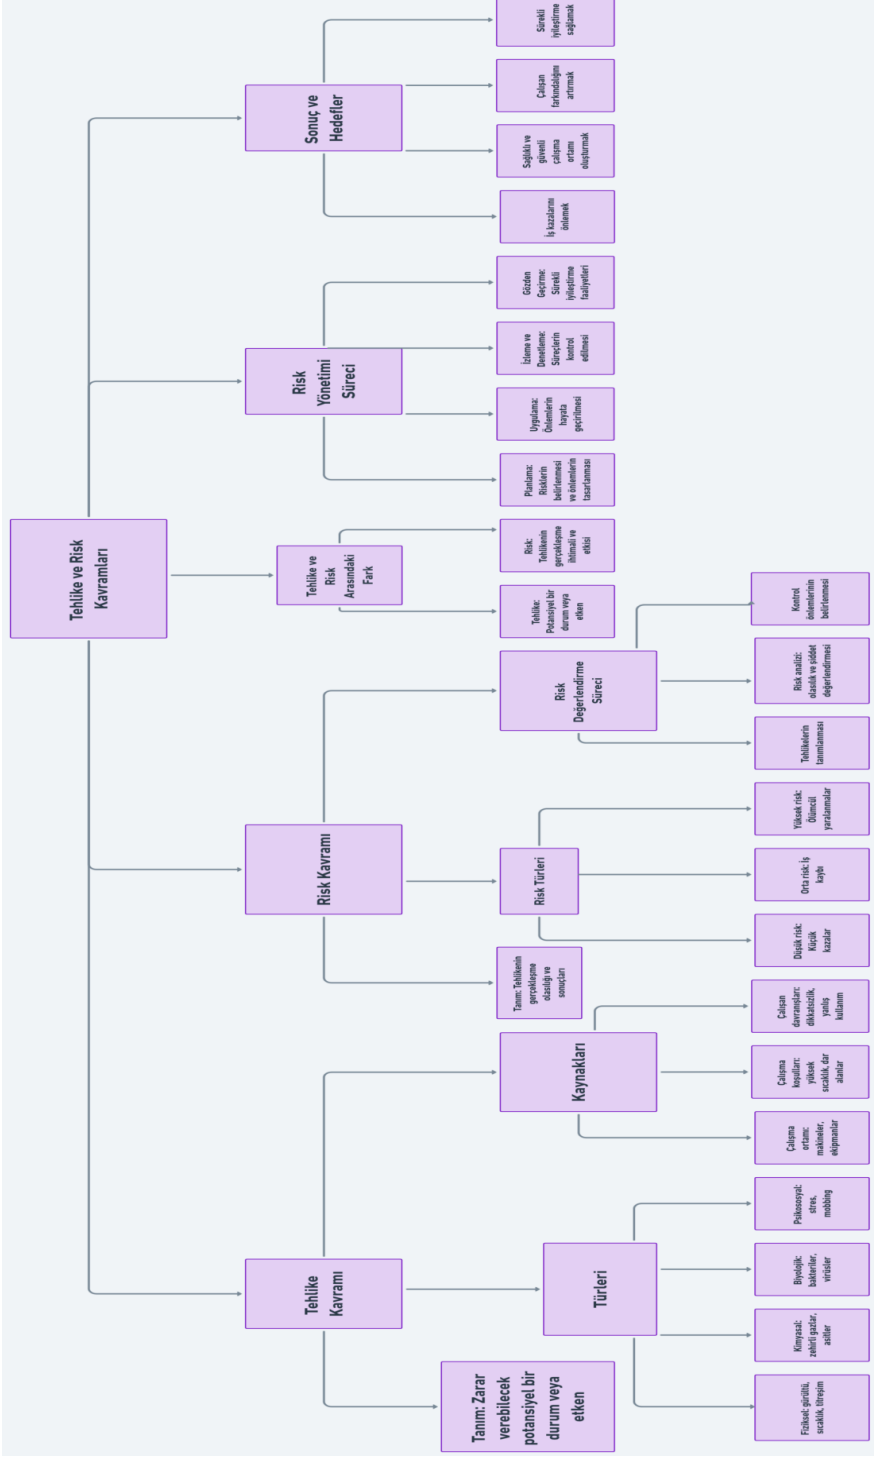 Tehlike ve Risk
Kavramları
Tehlike
Kavramı
Tanım: Zarar
verebilecek
potansiyel bir
durum veya
etken
Türleri
Fiziksel: gürültü,
sıcaklık, titreşim
Kimyasal:
zehirli gazlar,
asitler
Biyolojik:
bakteriler,
virüsler
Psikososyal:
stres,
mobbing
Kaynakları
Çalışma
ortamı:
makineler,
ekipmanlar
Çalışma
koşulları:
yüksek
sıcaklık, dar
alanlar
Çalışan
davranışları:
dikkatsizlik,
yanlış
kullanım
Risk Kavramı
Tanım: Tehlikenin
gerçekleşme
olasılığı ve
sonuçları
Risk Türleri
Düşük risk:
Küçük
kazalar
Orta risk: İş
kaybı
Yüksek risk:
Ölümcül
yaralanmalar
Risk
Değerlendirme
Süreci
Tehlikelerin
tanımlanması
Risk analizi:
olasılık ve şiddet
değerlendirmesi
Kontrol
önlemlerinin
belirlenmesi
Tehlike ve
Risk
Arasındaki
Fark
Tehlike:
Potansiyel bir
durum veya
etken
Risk:
Tehlikenin
gerçekleşme
ihtimali ve
etkisi
Risk
Yönetimi
Süreci
Planlama:
Risklerin
belirlenmesi
ve önlemlerin
tasarlanması
Uygulama:
Önlemlerin
hayata
geçirilmesi
İzleme ve
Denetleme:
Süreçlerin
kontrol
edilmesi
Gözden
Geçirme:
Sürekli
iyileştirme
faaliyetleri
Sonuç ve
Hedefler
İş kazalarını
önlemek
Sağlıklı ve
güvenli
çalışma
ortamı
oluşturmak
Çalışan
farkındalığını
artırmak
Sürekli
iyileştirme
sağlamak